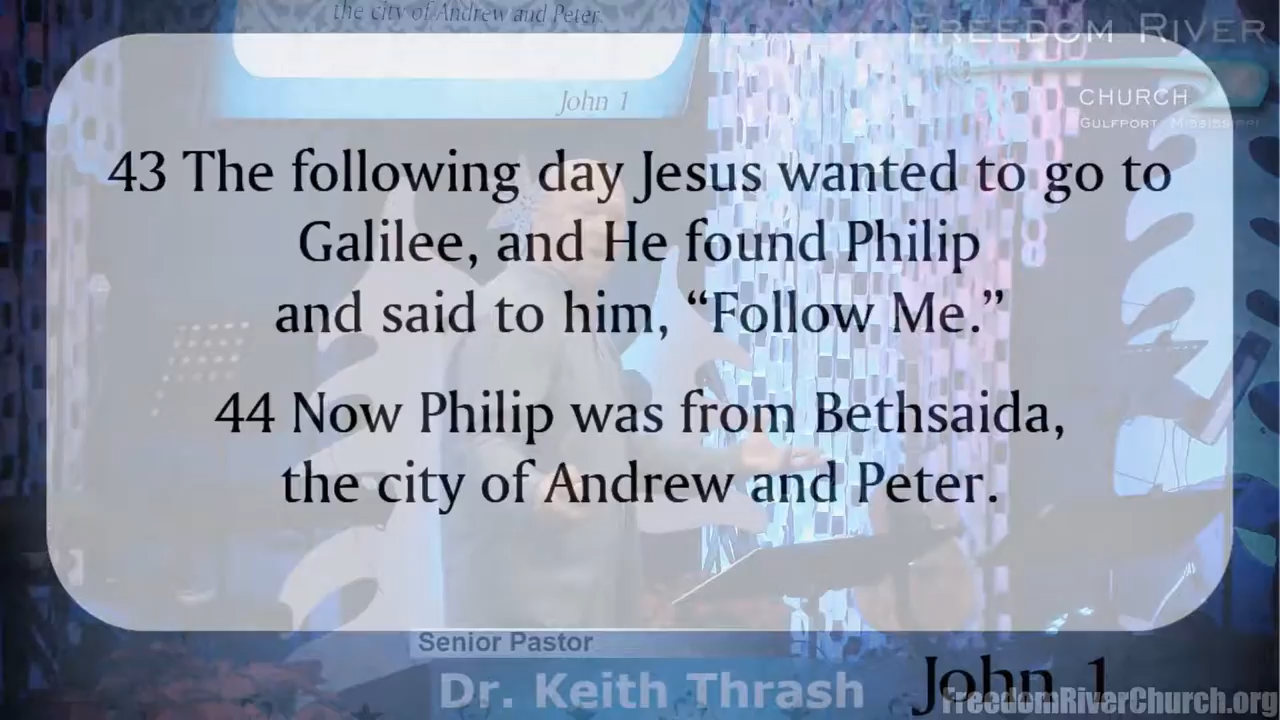 the city of Andrew and Peter.
John 1
FREEDOM RIVER
CHURCH
GULFPORT, MISSISSIPPI
43 The following day Jesus wanted to go to
Galilee, and He found Philip
and said to him, “Follow Me.”
44 Now Philip was from Bethsaida,
the city of Andrew and Peter.
Senior Pastor
Dr. Keith Thrash
John 1
FreedomRiverChurch.org